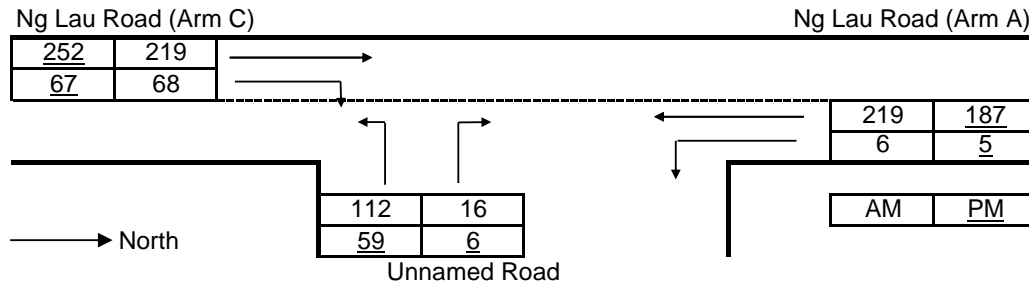 Ng Lau Road (Arm C) Ng Lau Road (Arm A)
252 219
67 68
219 187
6 5
112 16
59 6
AM PM
North
Unnamed Road